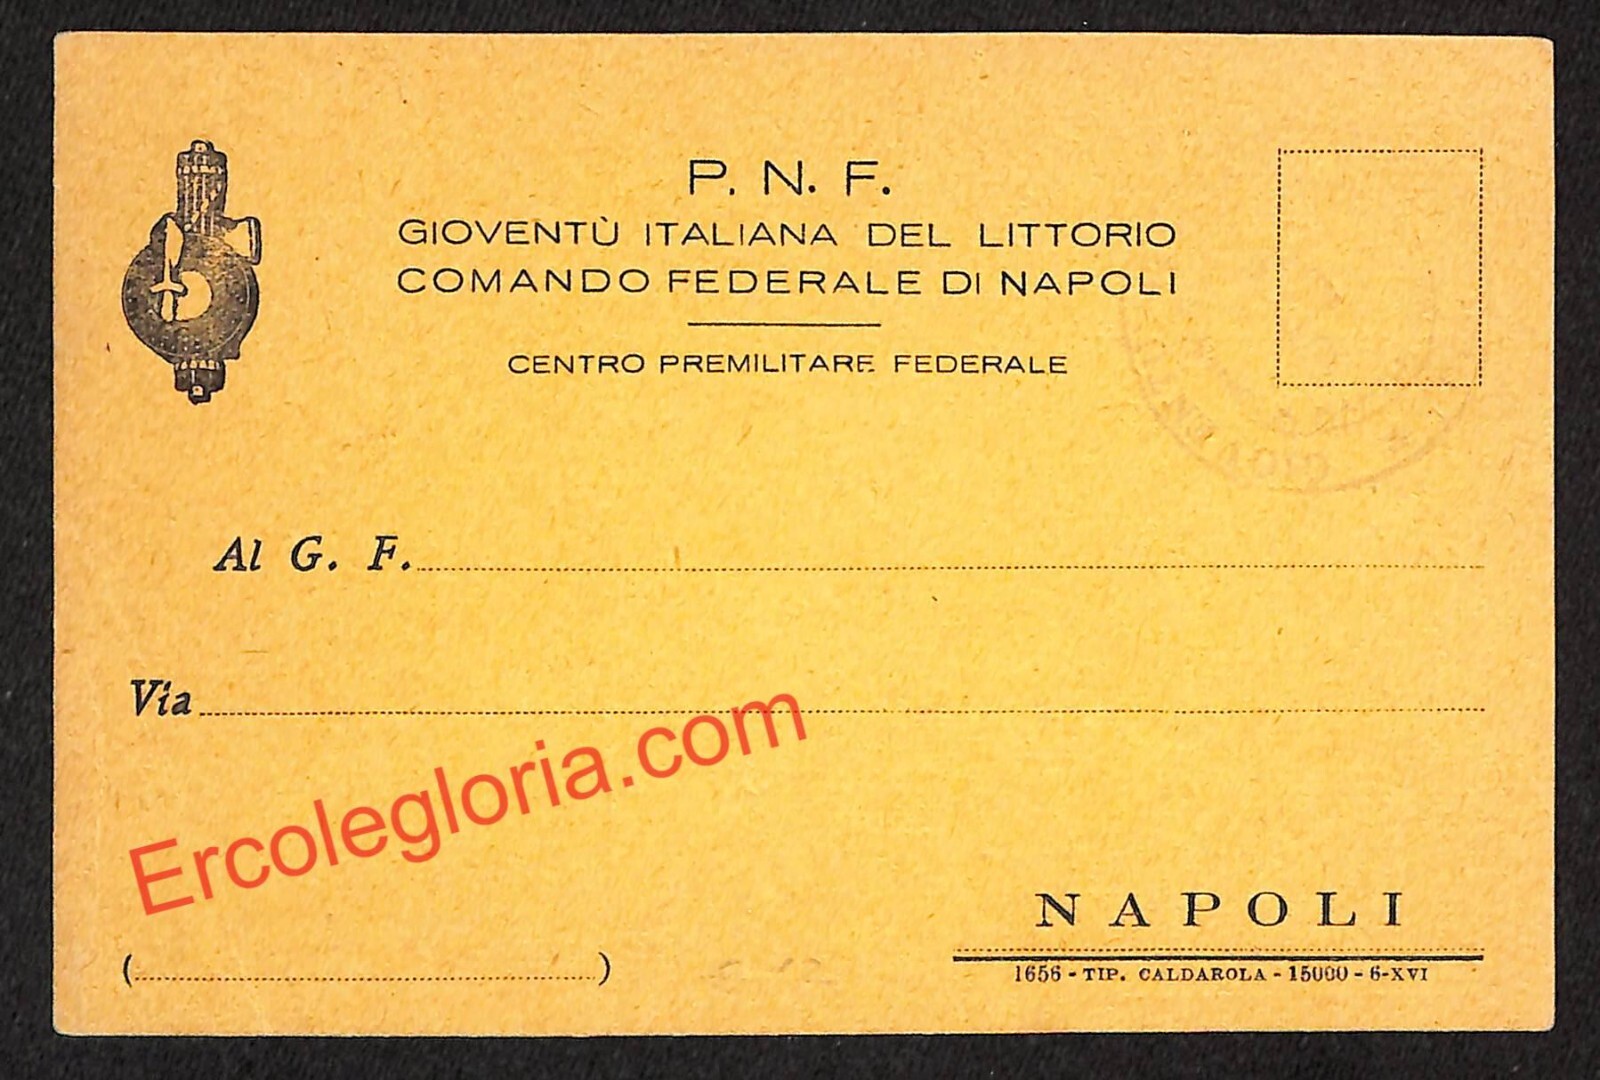 P. N. F.
GIOVENTÙ ITALIANA DEL LITTORIO
COMANDO FEDERALE DI NAPOLI
CENTRO PREMILITARE FEDERALE
Al G. F.
Via
Ercolegloria.com
NAPOLI
( )
1656 - TIP. CALDAROLA - 15000 - 6-XVI